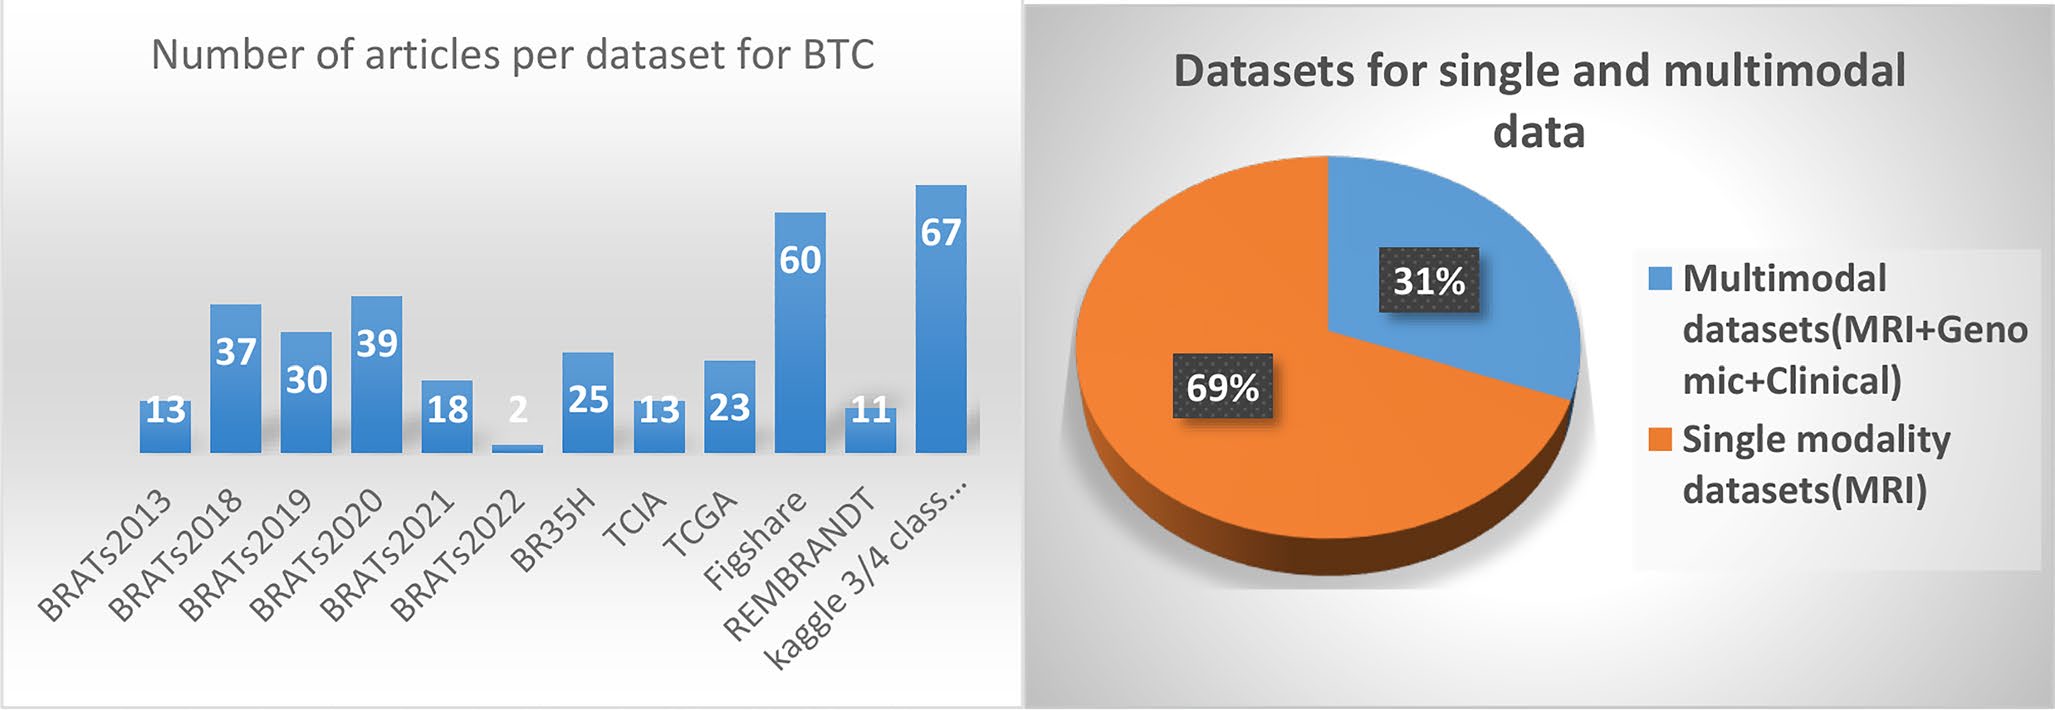 Number of articles per dataset for BTC
13
37
30
39
18
2
25
13
23
60
11
67
BRATs2013
BRATs2018
BRATs2019
BRATs2020
BRATs2021
BRATs2022
BR35H
TCIA
TCGA
Figshare
REMBRANDT
kaggle 3/4 class...
Datasets for single and multimodal
data
31%
69%
Multimodal
datasets(MRI+Geno
mic+Clinical)
Single modality
datasets(MRI)